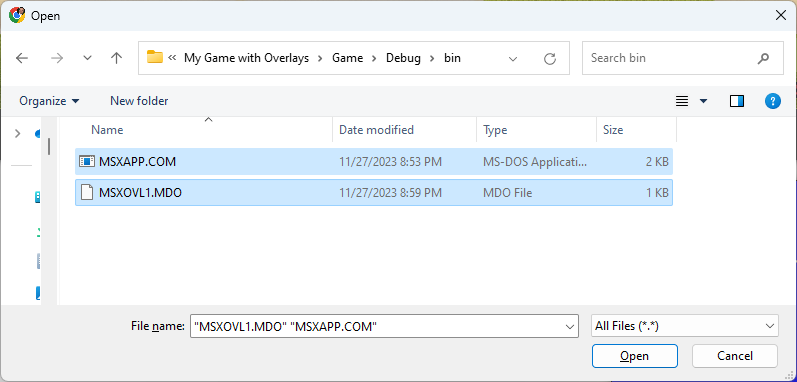 Open
« My Game with Overlays > Game > Debug > bin
Search bin
Organize New folder
Name Date modified Type Size
MSXAPP.COM 11/27/2023 8:53 PM MS-DOS Applicati... 2 KB
MSXOVL1.MDO 11/27/2023 8:59 PM MDO File 1 KB
File name: "MSXOVL1.MDO" "MSXAPP.COM" All Files (*.*)
Open Cancel